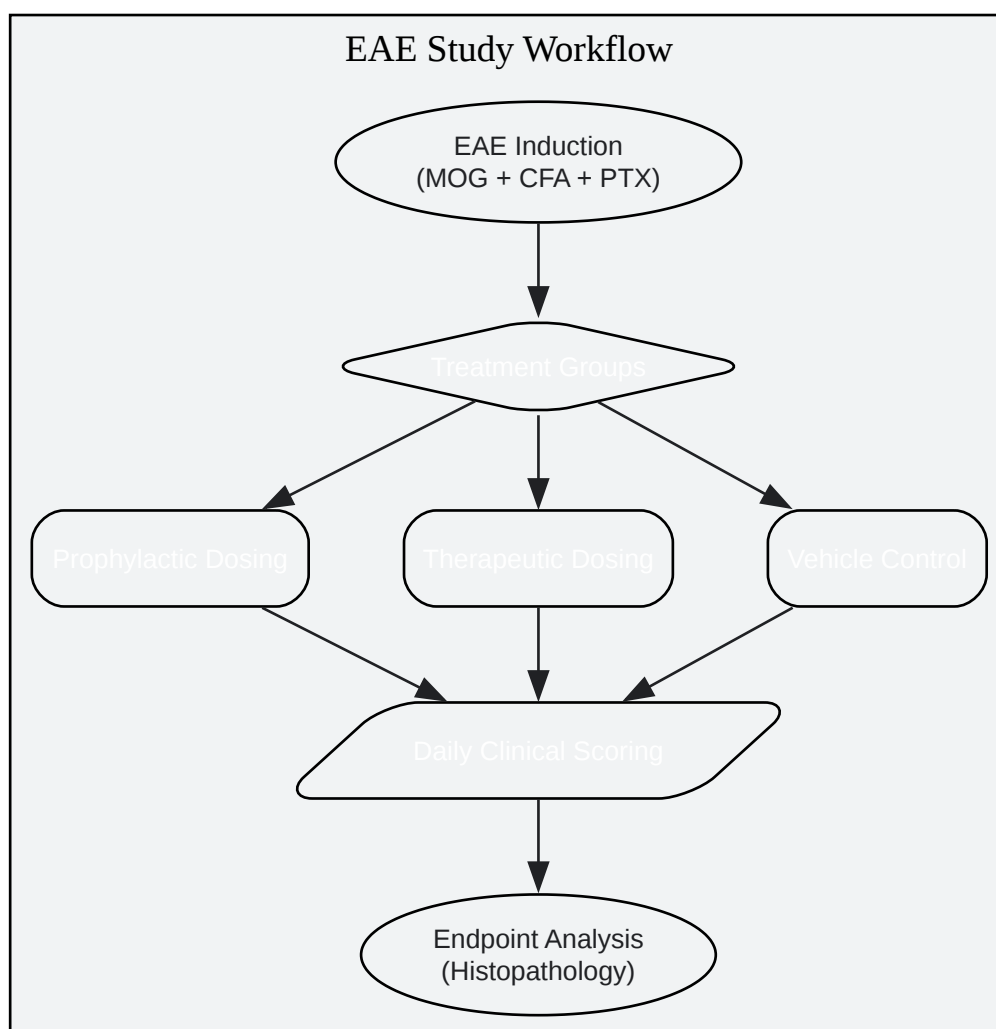 EAE Study Workflow
EAE Induction
(MOG + CFA + PTX)
Treatment Groups
Prophylactic Dosing
Therapeutic Dosing
Vehicle Control
Daily Clinical Scoring
Endpoint Analysis
(Histopathology)